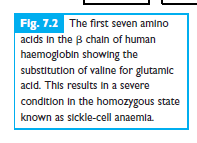 Fig. 7.2 The first seven amino
acids in the β chain of human
haemoglobin showing the
substitution of valine for glutamic
acid. This results in a severe
condition in the homozygous state
known as sickle-cell anaemia.